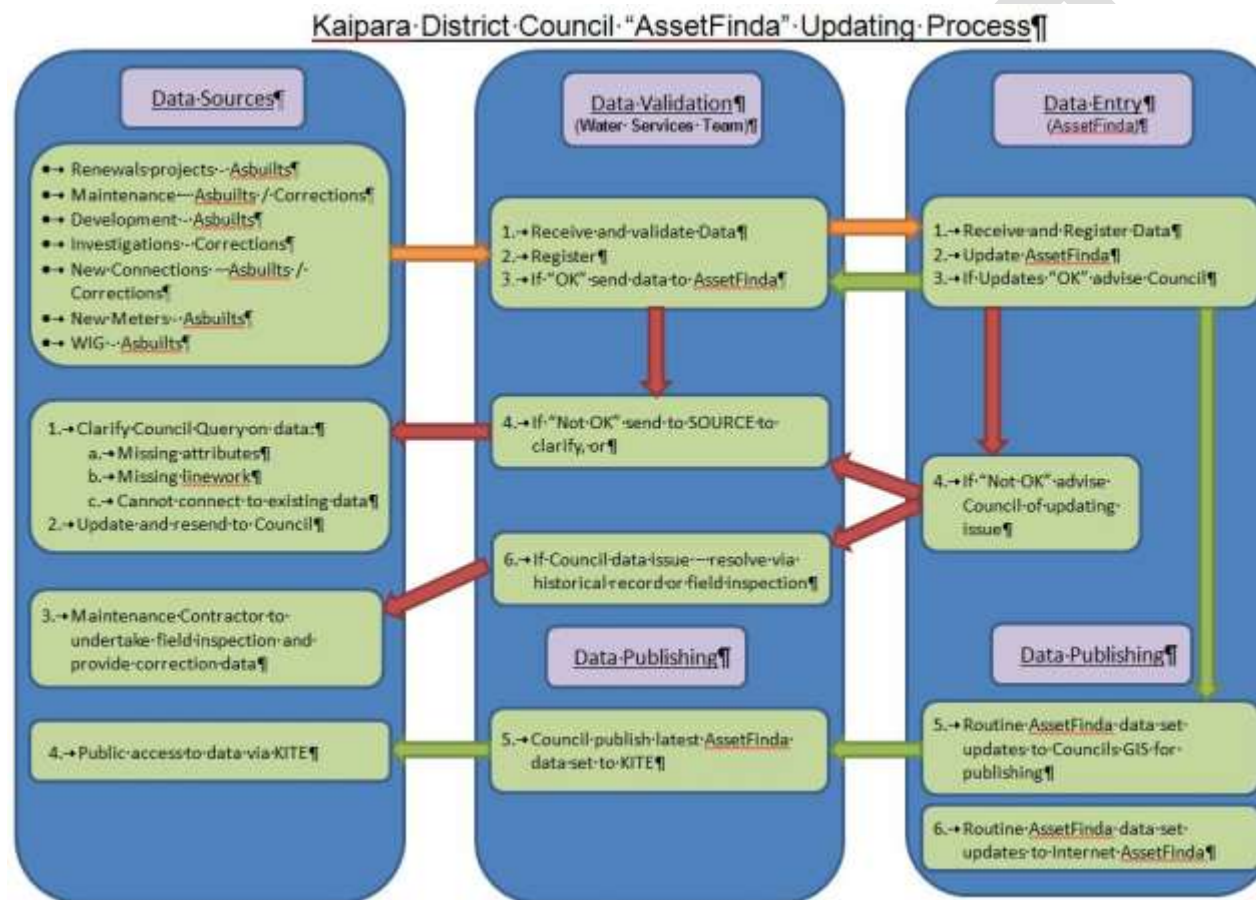 Kaipara·District·Council·“AssetFinda”·Updating·Process¶
Data·Sources¶
•→ Renewals·projects·-·Asbuilts¶
•→ Maintenance·–·Asbuilts·/·Corrections¶
•→ Development·-·Asbuilts¶
•→ Investigations·-·Corrections¶
•→ New·Connections·–·Asbuilts·/·
Corrections¶
•→ New·Meters·-·Asbuilts¶
•→ WIG·-·Asbuilts¶
1.→Clarify·Council·Query·on·data:¶
a.→Missing·attributes¶
b.→Missing·linework¶
c.→Cannot·connect·to·existing·data¶
2.→Update·and·resend·to·Council¶
3.→Maintenance·Contractor·to·
undertake·field·inspection·and·
provide·correction·data¶
4.→Public·access·to·data·via·KITE¶
Data·Validation¶
(Water·Services·Team)¶
1.→Receive·and·validate·Data¶
2.→Register¶
3.→If·“OK”·send·data·to·AssetFinda¶
4.→If·“Not·OK”·send·to·SOURCE·to·
clarify,·or¶
6.→If·Council·data·issue·–·resolve·via·
historical·record·or·field·inspection¶
Data·Publishing¶
5.→Council·publish·latest·AssetFinda·
data·set·to·KITE¶
Data·Entry¶
(AssetFinda)¶
1.→Receive·and·Register·Data¶
2.→Update·AssetFinda¶
3.→If·Updates·“OK”·advise·Council¶
4.→If·“Not·OK”·advise·
Council·of·updating·
issue¶
Data·Publishing¶
5.→Routine·AssetFinda·data·set·
updates·to·Councils·GIS·for·
publishing¶
6.→Routine·AssetFinda·data·set·
updates·to·Internet·AssetFinda¶